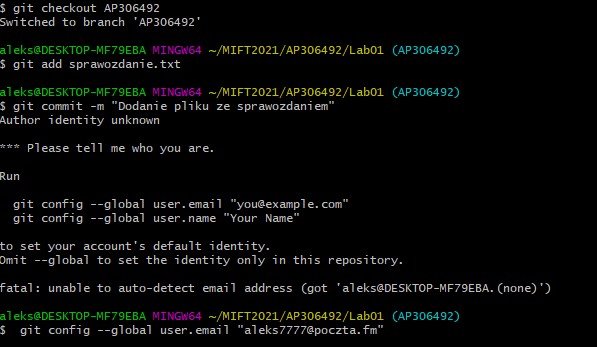 $ git checkout AP306492
Switched to branch 'AP306492'
aleks@DESKTOP-MF79EBA MINGW64 ~/MIFT2021/AP306492/Lab01 (AP306492)
$ git add sprawozdanie.txt
aleks@DESKTOP-MF79EBA MINGW64 ~/MIFT2021/AP306492/Lab01 (AP306492)
$ git commit -m "Dodanie pliku ze sprawozdaniem"
Author identity unknown
*** Please tell me who you are.
Run
  git config --global user.email "you@example.com"
  git config --global user.name "Your Name"
to set your account's default identity.
Omit --global to set the identity only in this repository.
fatal: unable to auto-detect email address (got 'aleks@DESKTOP-MF79EBA.(none)')
aleks@DESKTOP-MF79EBA MINGW64 ~/MIFT2021/AP306492/Lab01 (AP306492)
$  git config --global user.email "aleks7777@poczta.fm"